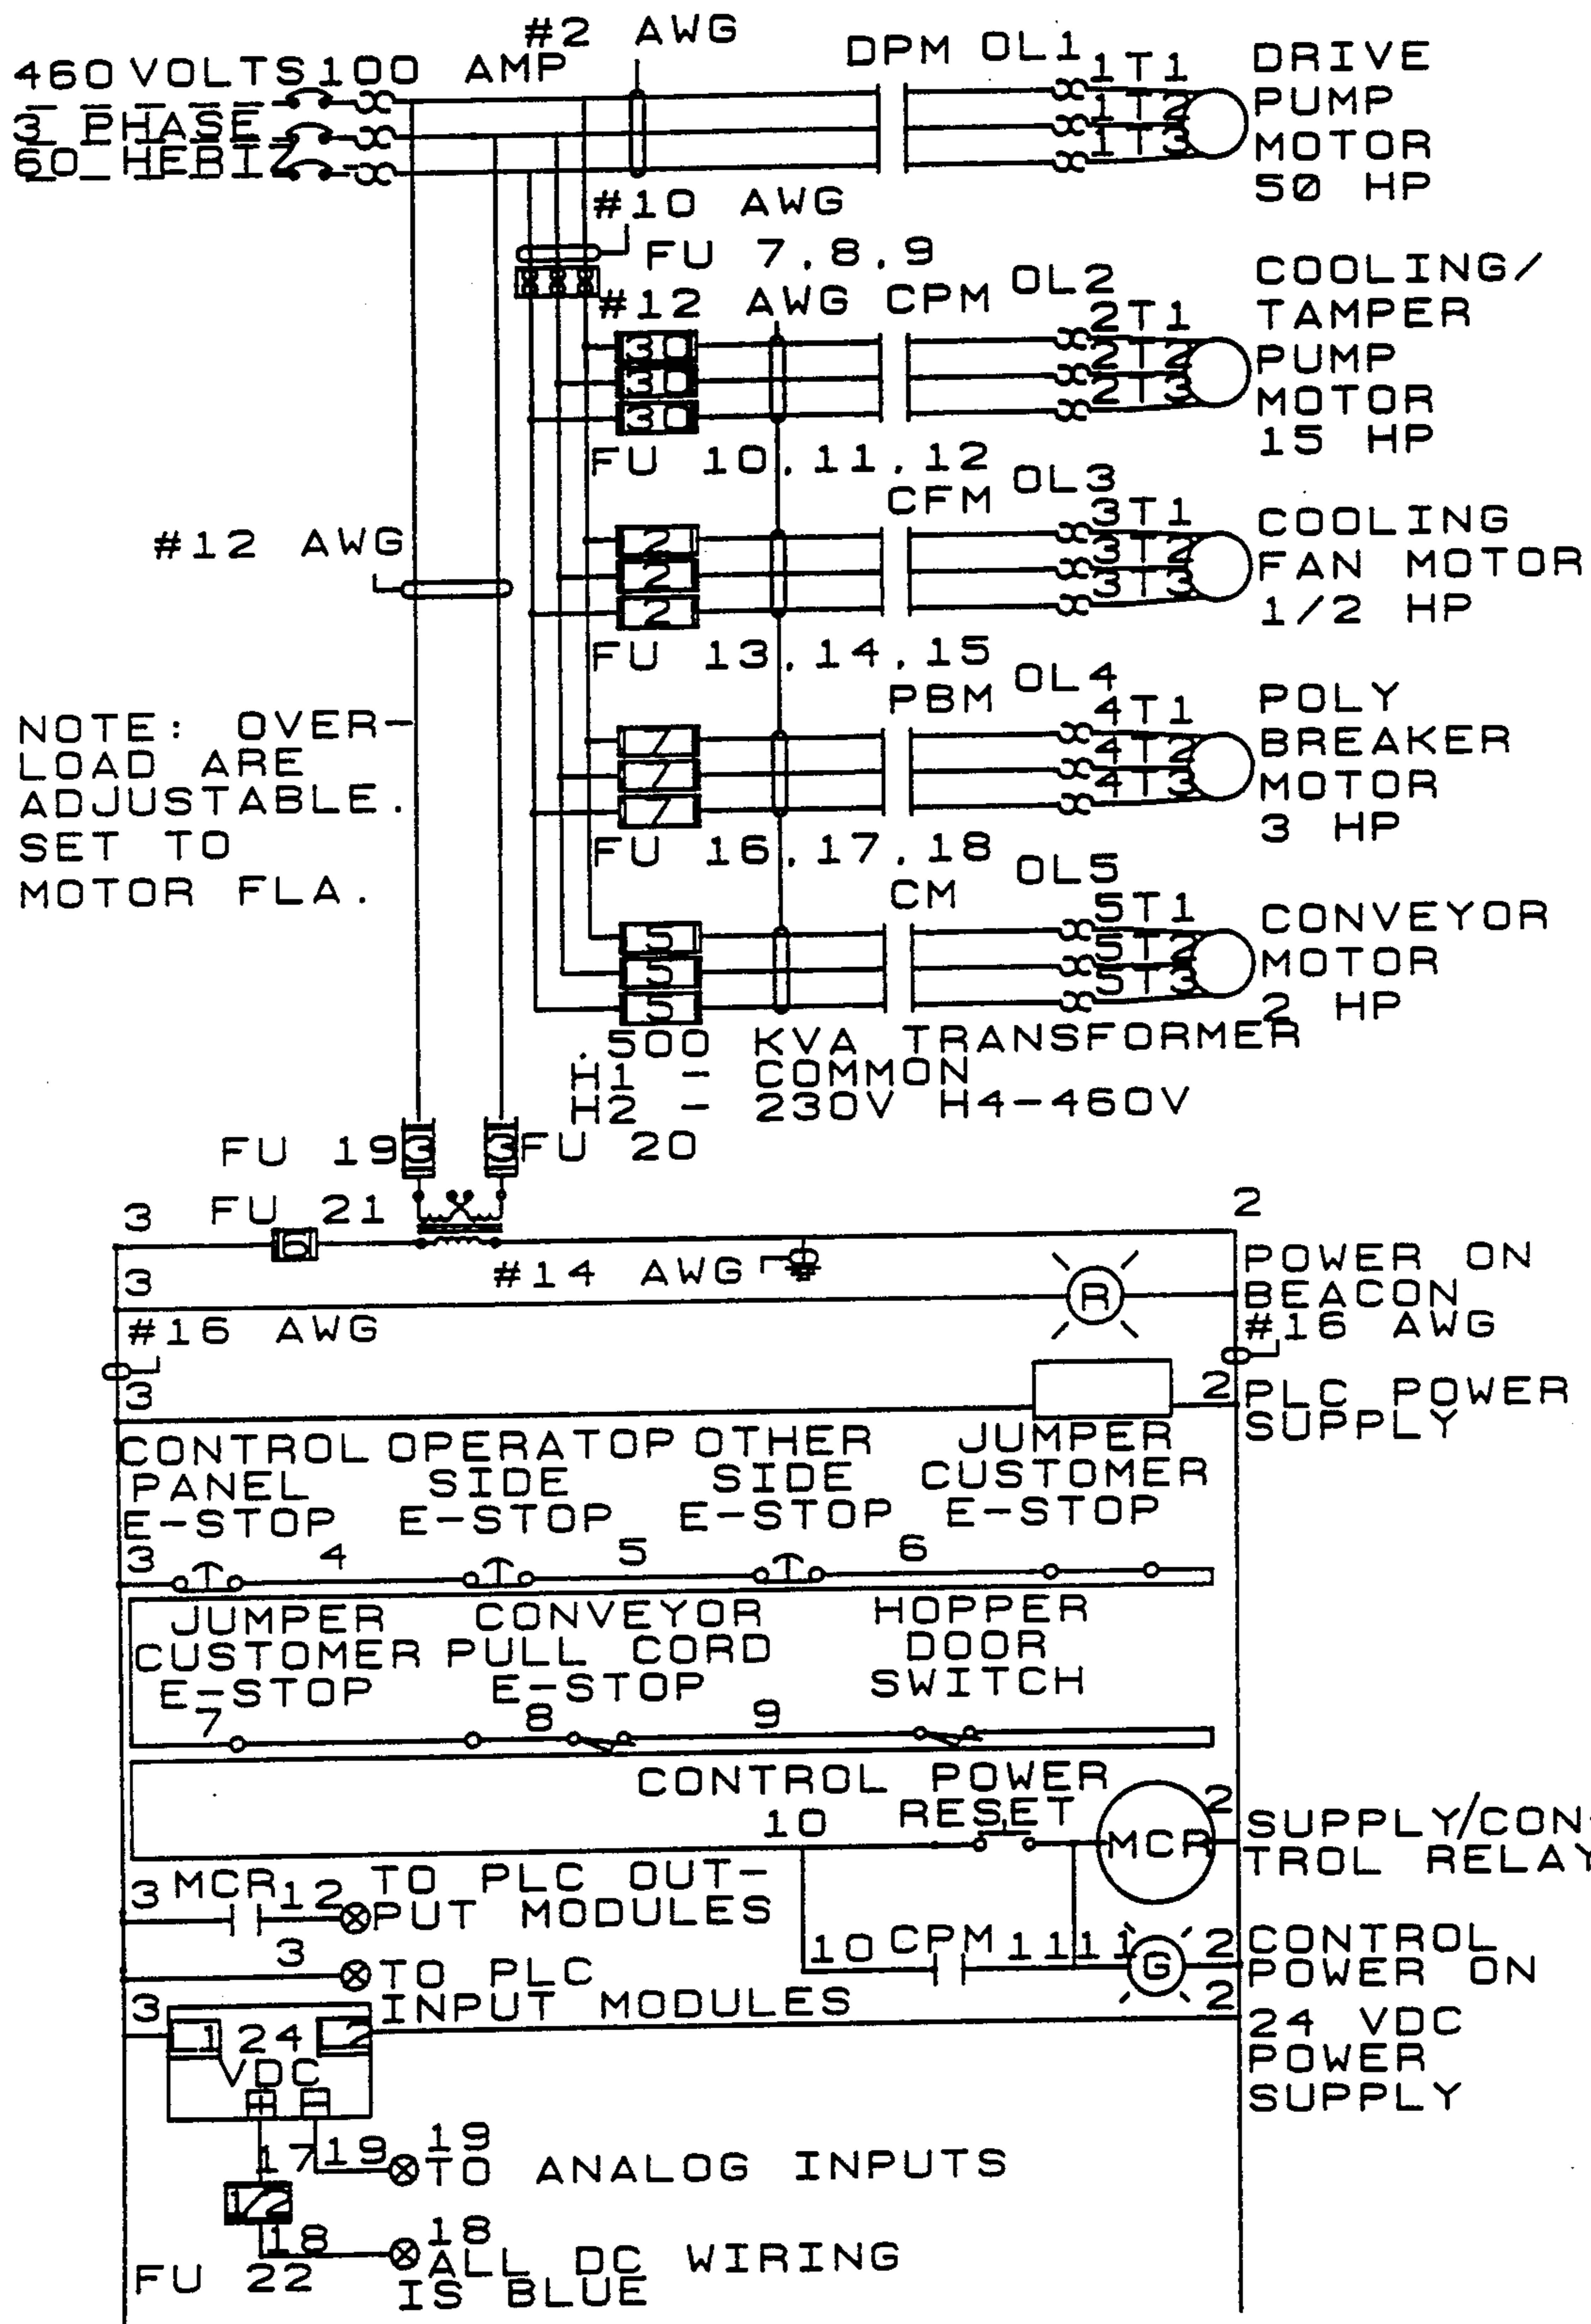 #2 AWG
460 VOLTS 100 AMP
3 PHASE
60 HERTZ
DPM OL1
1T1
1T2
1T3
DRIVE
PUMP
MOTOR
50 HP
#10 AWG
FU 7,8,9
#12 AWG CPM OL2
30
30
30
2T1
2T2
2T3
COOLING/
TAMPER
PUMP
MOTOR
15 HP
FU 10,11,12
CFM OL3
2
2
2
3T1
3T2
3T3
COOLING
FAN MOTOR
1/2 HP
#12 AWG
FU 13,14,15
PBM OL4
7
7
7
4T1
4T2
4T3
POLY
BREAKER
MOTOR
3 HP
NOTE: OVER-
LOAD ARE
ADJUSTABLE.
SET TO
MOTOR FLA.
FU 16,17,18
CM OL5
5
5
5
5T1
5T2
5T3
CONVEYOR
MOTOR
2 HP
.500 KVA TRANSFORMER
H1 - COMMON
H2 - 230V H4-460V
FU 19 3 3 FU 20
3 FU 21 2
#14 AWG
3
R
POWER ON
BEACON
#16 AWG
#16 AWG
3
2 PLC POWER
SUPPLY
CONTROL
PANEL
E-STOP
OPERATOP
SIDE
E-STOP
OTHER
SIDE
E-STOP
JUMPER
CUSTOMER
E-STOP
3 4 5 6
JUMPER
CUSTOMER
E-STOP
CONVEYOR
PULL CORD
E-STOP
HOPPER
DOOR
SWITCH
7 8 9
CONTROL POWER
RESET
10
MCR
2
SUPPLY/CON-
TROL RELAY
3 MCR 12 TO PLC OUT-
PUT MODULES
10 CPM 11 11 G 2
CONTROL
POWER ON
3
TO PLC
INPUT MODULES
3 1 24 2
VDC
2
24 VDC
POWER
SUPPLY
17 19
19
TO ANALOG INPUTS
1/2
18
18
ALL DC WIRING
IS BLUE
FU 22